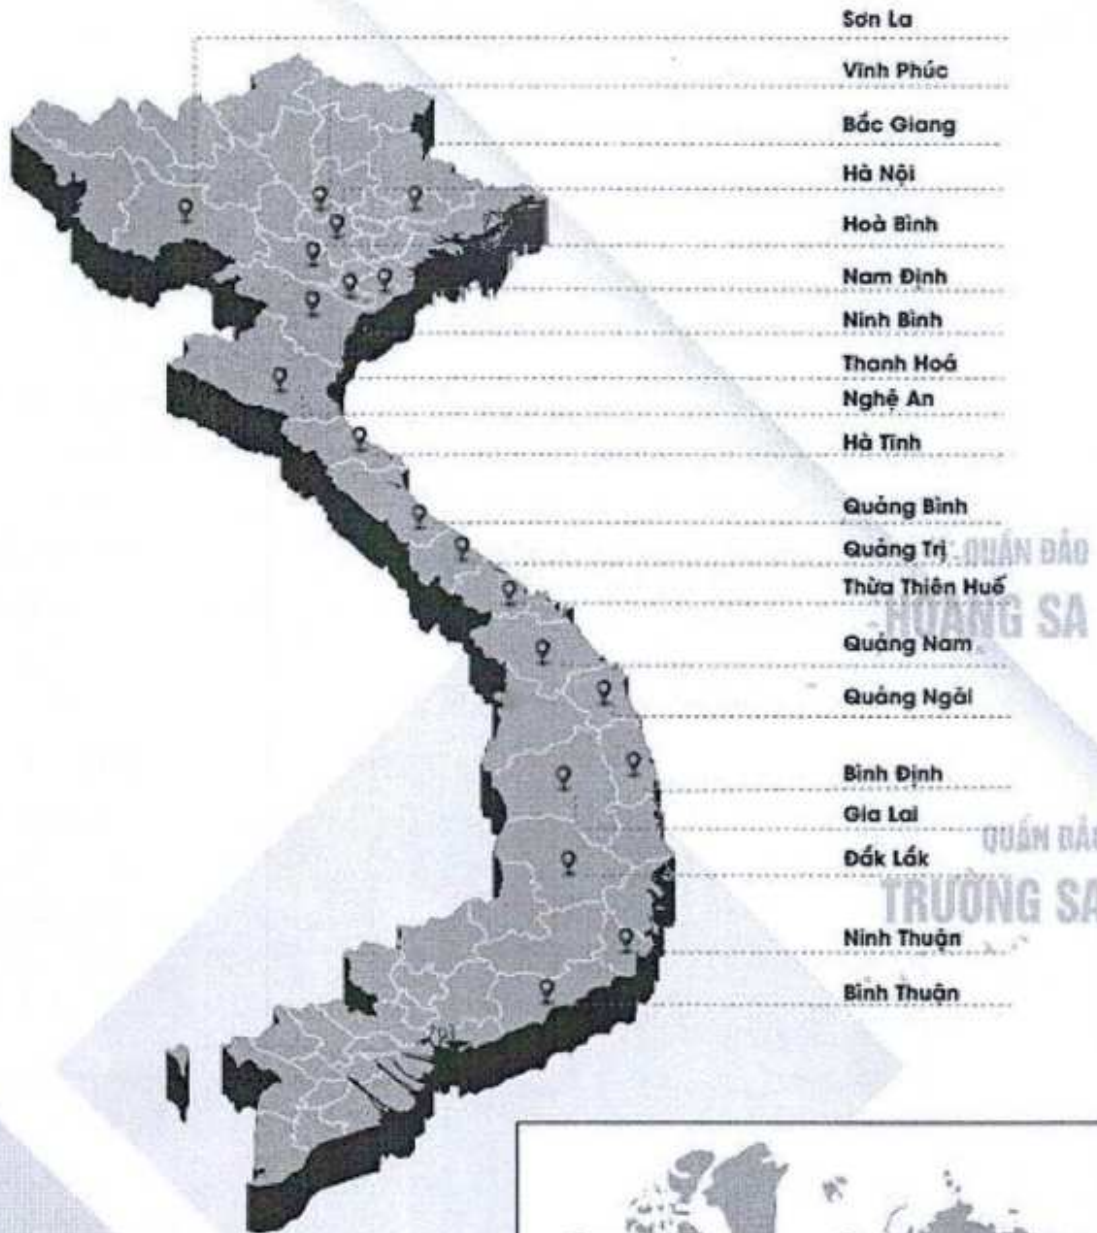 Sơn La
Vĩnh Phúc
Bắc Giang
Hà Nội
Hoà Bình
Nam Định
Ninh Bình
Thanh Hoá
Nghệ An
Hà Tĩnh
Quảng Bình
Quảng Trị
QUẦN ĐẢO
Thừa Thiên Huế
HOÀNG SA
Quảng Nam
Quảng Ngãi
Bình Định
Gia Lai
QUẦN ĐẢO
Đắk Lắk
TRƯỜNG SA
Ninh Thuận
Bình Thuận